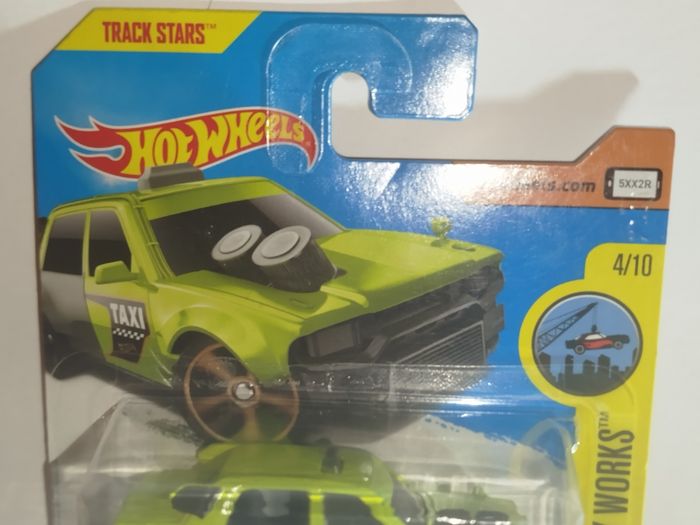 TRACK STARS™
HOT WHEELS
.com
5XX2R
4/10
TAXI
WORKS™